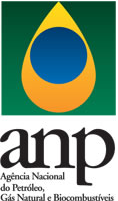 anp
Agência Nacional
do Petróleo,
Gás Natural e Biocombustíveis